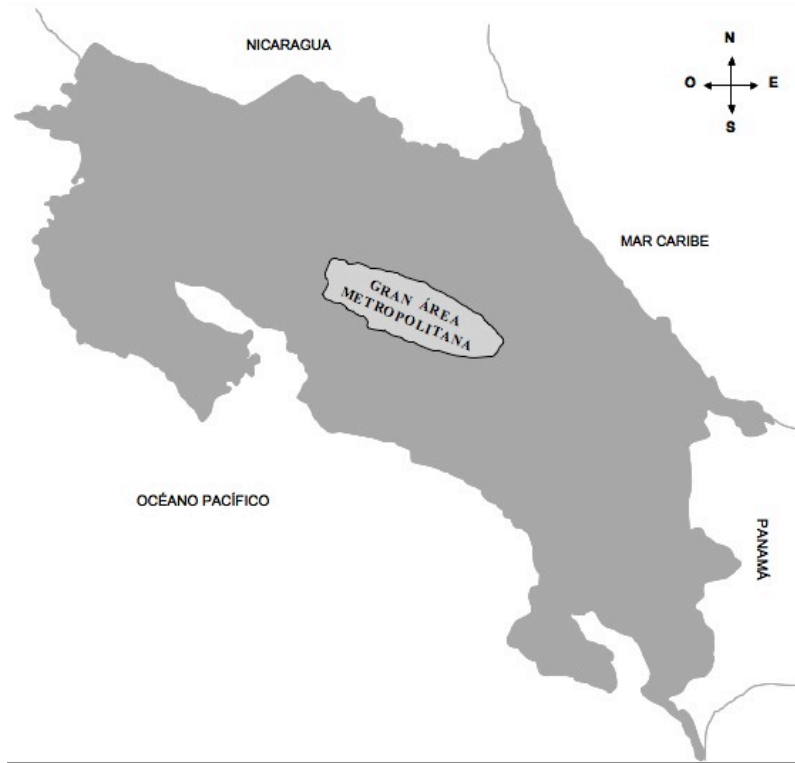 NICARAGUA
N
O E
S
MAR CARIBE
GRAN ÁREA
METROPOLITANA
OCÉANO PACÍFICO
PANAMÁ